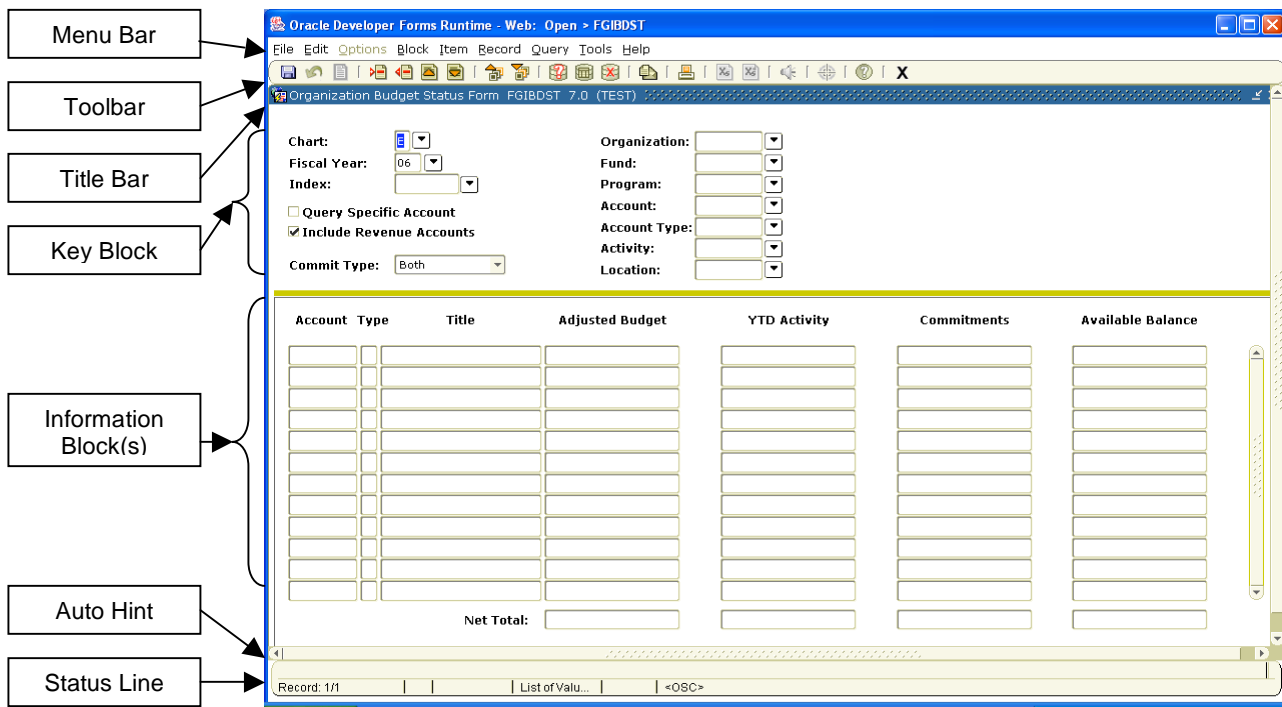 Menu Bar
Toolbar
Title Bar
Key Block
Information
Block(s)
Auto Hint
Status Line
Oracle Developer Forms Runtime - Web: Open > FGIBDST
File Edit Options Block Item Record Query Tools Help
X
Organization Budget Status Form FGIBDST 7.0 (TEST)
Chart: E
Fiscal Year: 06
Index:
Query Specific Account
Include Revenue Accounts
Commit Type: Both
Organization:
Fund:
Program:
Account:
Account Type:
Activity:
Location:
Account Type Title Adjusted Budget YTD Activity Commitments Available Balance
Net Total:
Record: 1/1 List of Valu... <OSC>